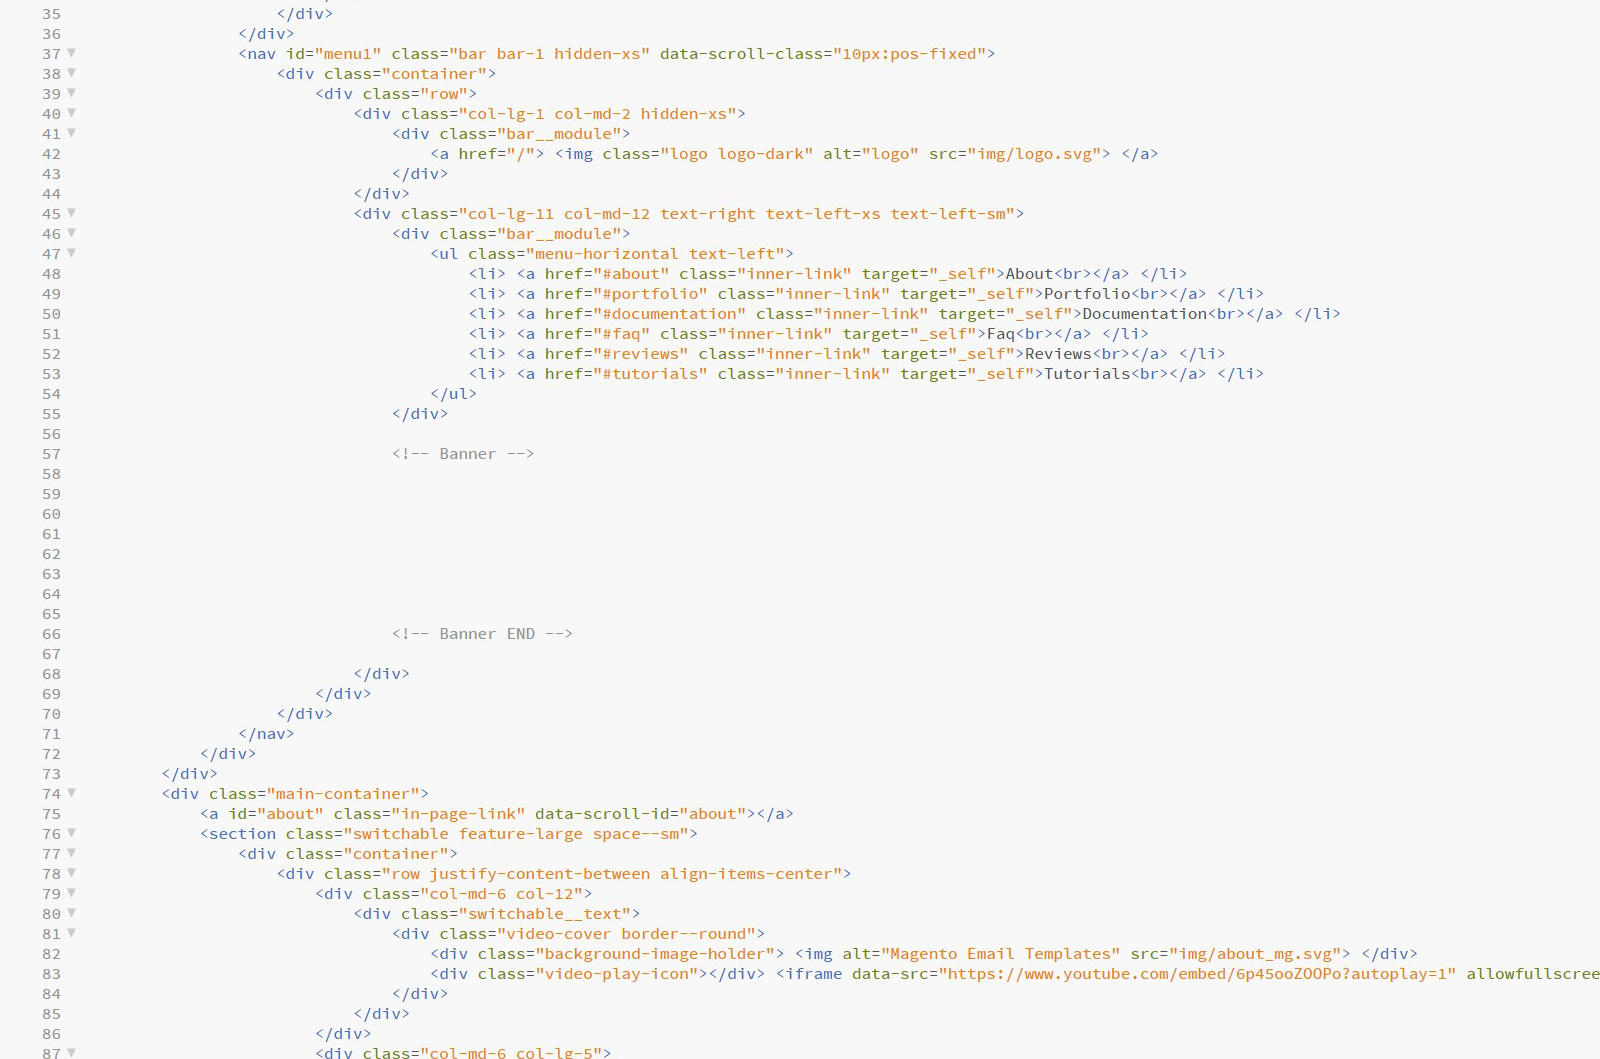 35 </div>
36 </div>
37 <nav id="menu1" class="bar bar-1 hidden-xs" data-scroll-class="10px:pos-fixed">
38 <div class="container">
39 <div class="row">
40 <div class="col-lg-1 col-md-2 hidden-xs">
41 <div class="bar__module">
42 <a href="/"> <img class="logo logo-dark" alt="logo" src="img/logo.svg"> </a>
43 </div>
44 </div>
45 <div class="col-lg-11 col-md-12 text-right text-left-xs text-left-sm">
46 <div class="bar__module">
47 <ul class="menu-horizontal text-left">
48 <li> <a href="#about" class="inner-link" target="_self">About<br></a> </li>
49 <li> <a href="#portfolio" class="inner-link" target="_self">Portfolio<br></a> </li>
50 <li> <a href="#documentation" class="inner-link" target="_self">Documentation<br></a> </li>
51 <li> <a href="#faq" class="inner-link" target="_self">Faq<br></a> </li>
52 <li> <a href="#reviews" class="inner-link" target="_self">Reviews<br></a> </li>
53 <li> <a href="#tutorials" class="inner-link" target="_self">Tutorials<br></a> </li>
54 </ul>
55 </div>
56
57 <!-- Banner -->
58
59
60
61
62
63
64
65
66 <!-- Banner END -->
67
68 </div>
69 </div>
70 </div>
71 </nav>
72 </div>
73 </div>
74 <div class="main-container">
75 <a id="about" class="in-page-link" data-scroll-id="about"></a>
76 <section class="switchable feature-large space--sm">
77 <div class="container">
78 <div class="row justify-content-between align-items-center">
79 <div class="col-md-6 col-12">
80 <div class="switchable__text">
81 <div class="video-cover border--round">
82 <div class="background-image-holder"> <img alt="Magento Email Templates" src="img/about_mg.svg"> </div>
83 <div class="video-play-icon"></div> <iframe data-src="https://www.youtube.com/embed/6p45ooZOOPo?autoplay=1" allowfullscree
84 </div>
85 </div>
86 </div>
87 <div class="col-md-6 col-lg-5">